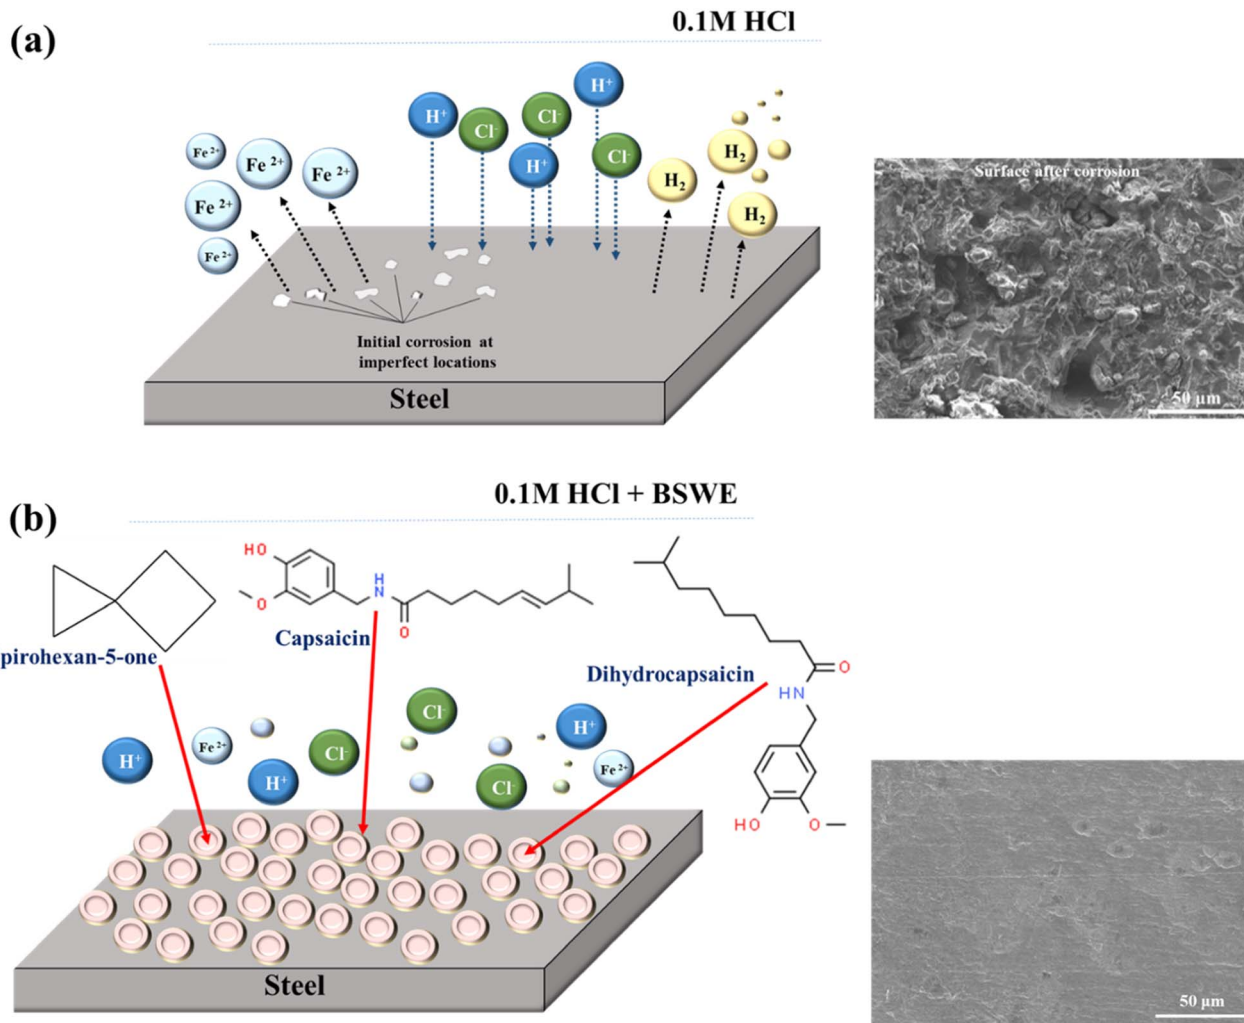 (a)
0.1M HCl
H⁺
Cl⁻
Cl⁻
H⁺
H⁺
Cl⁻
Fe ²⁺
Fe ²⁺
Fe ²⁺
Fe ²⁺
Fe ²⁺
H₂
H₂
H₂
Initial corrosion at
imperfect locations
Steel
Surface after corrosion
50 µm
(b)
0.1M HCl + BSWE
pirohexan-5-one
HO
O
H
N
O
Capsaicin
Dihydrocapsaicin
O
HN
HO
O
H⁺
Fe ²⁺
H⁺
Cl⁻
Cl⁻
Cl⁻
H⁺
Fe ²⁺
Steel
50 µm